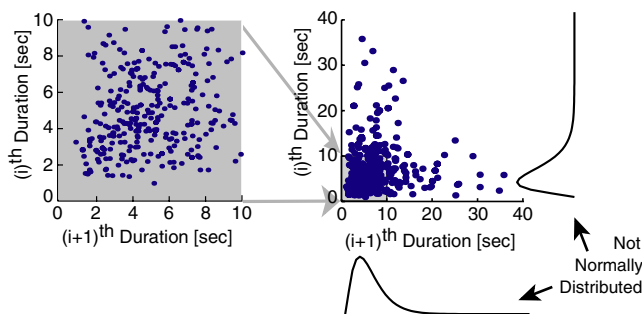 10
8
6
4
2
0
(i)th Duration [sec]
0 2 4 6 8 10
(i+1)th Duration [sec]
40
30
20
10
0
(i)th Duration [sec]
0 10 20 30 40
(i+1)th Duration [sec]
Not
Normally
Distributed